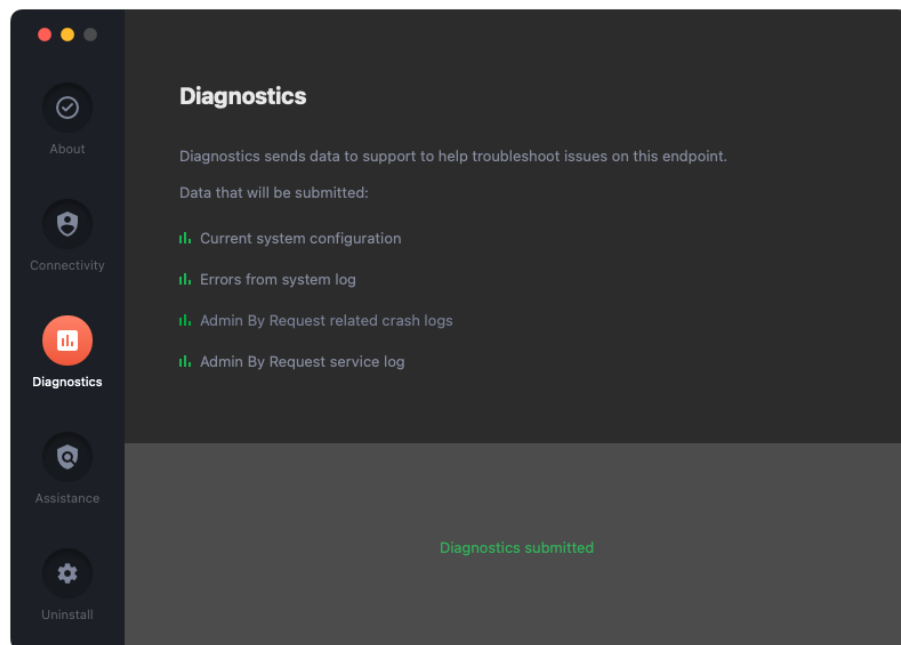 About
Connectivity
Diagnostics
Assistance
Uninstall
Diagnostics
Diagnostics sends data to support to help troubleshoot issues on this endpoint.
Data that will be submitted:
Current system configuration
Errors from system log
Admin By Request related crash logs
Admin By Request service log
Diagnostics submitted